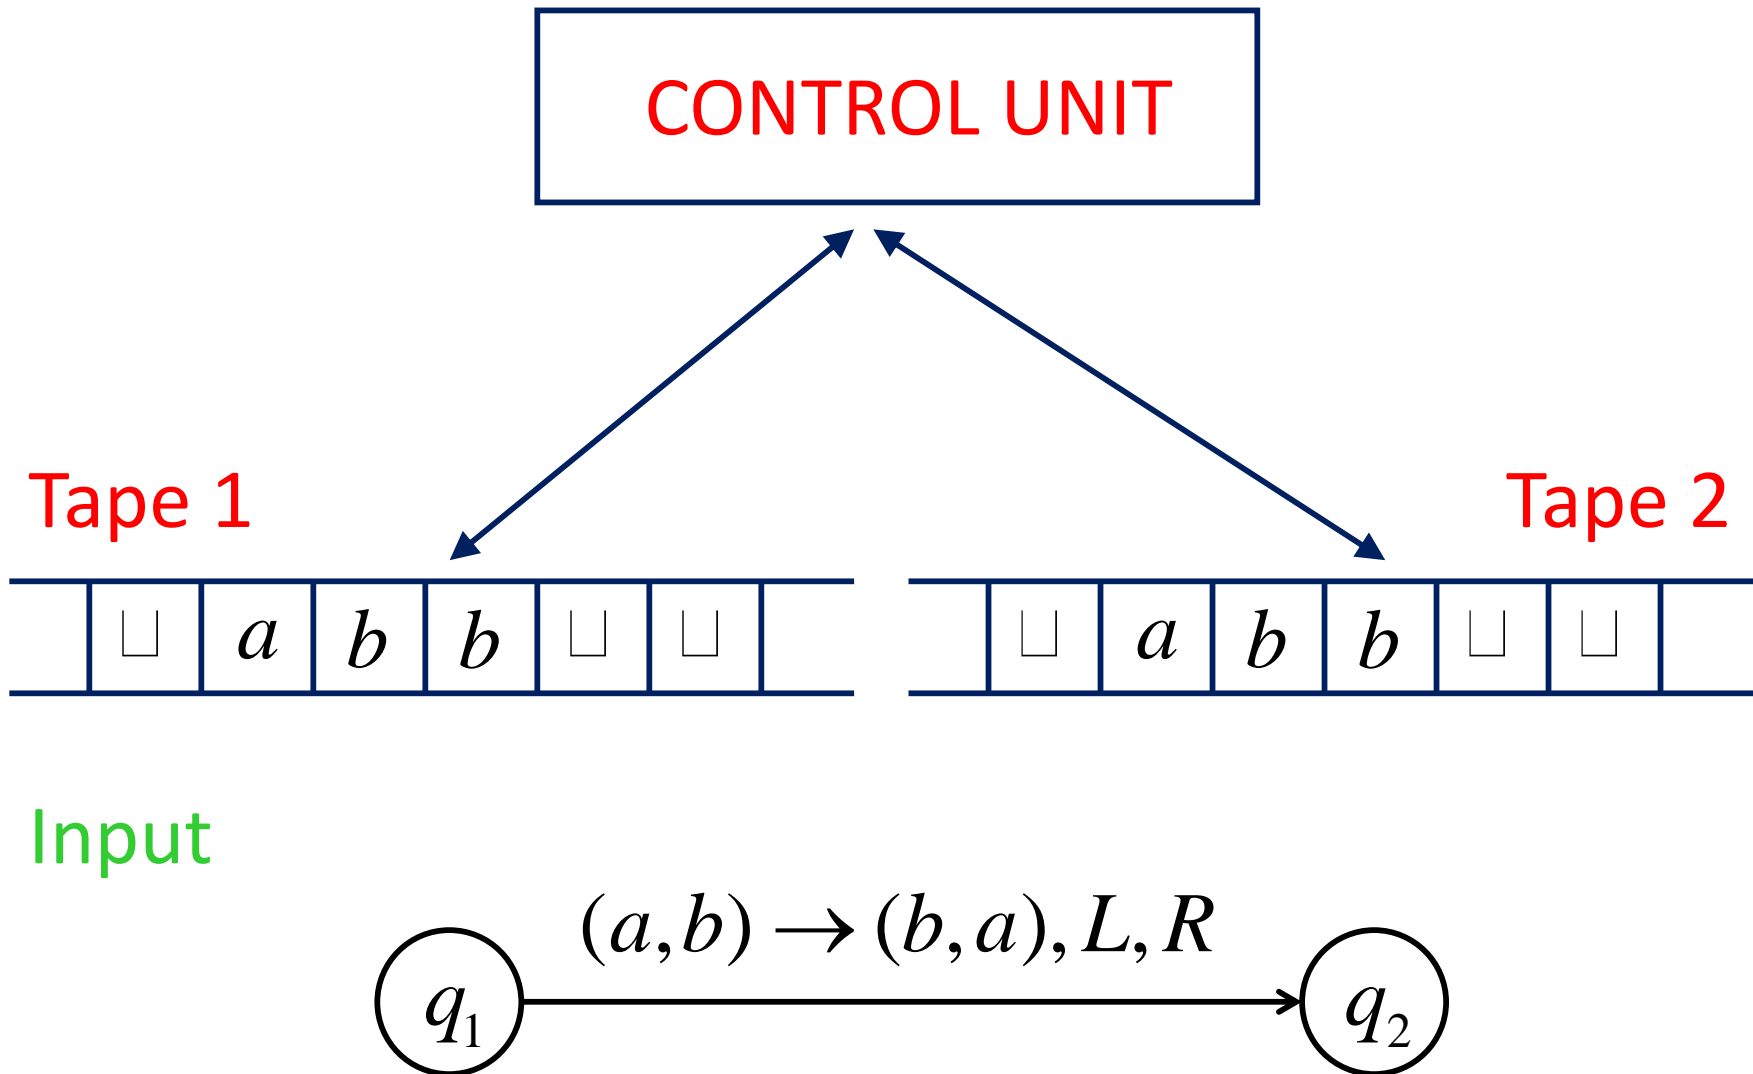 CONTROL UNIT
Tape 1 Tape 2
⊔ a b b ⊔ ⊔ ⊔ a b b ⊔ ⊔
Input
(a,b) → (b,a), L, R
q₁ q₂